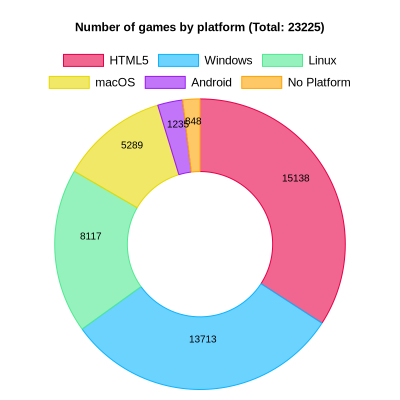 Number of games by platform (Total: 23225)
HTML5 Windows Linux
macOS Android No Platform
1235 848
5289
15138
8117
13713